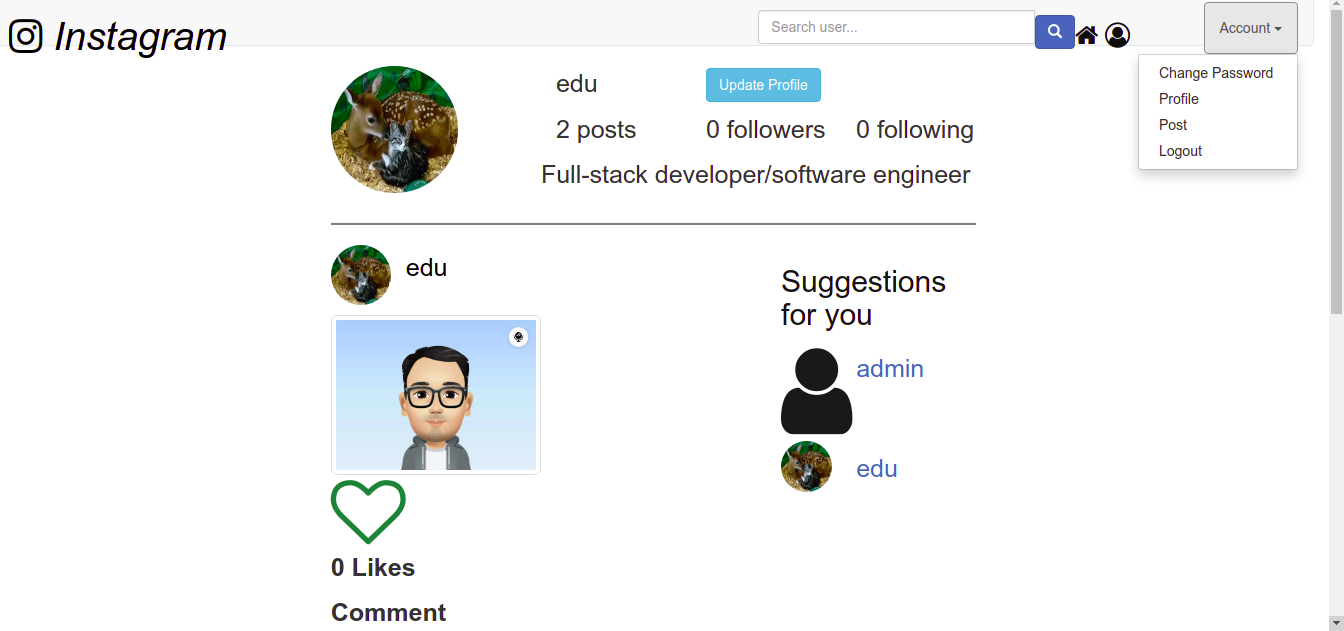 Instagram
Search user...
Account
Change Password
Profile
Post
Logout
edu
Update Profile
2 posts
0 followers
0 following
Full-stack developer/software engineer
edu
Suggestions
for you
admin
edu
0 Likes
Comment